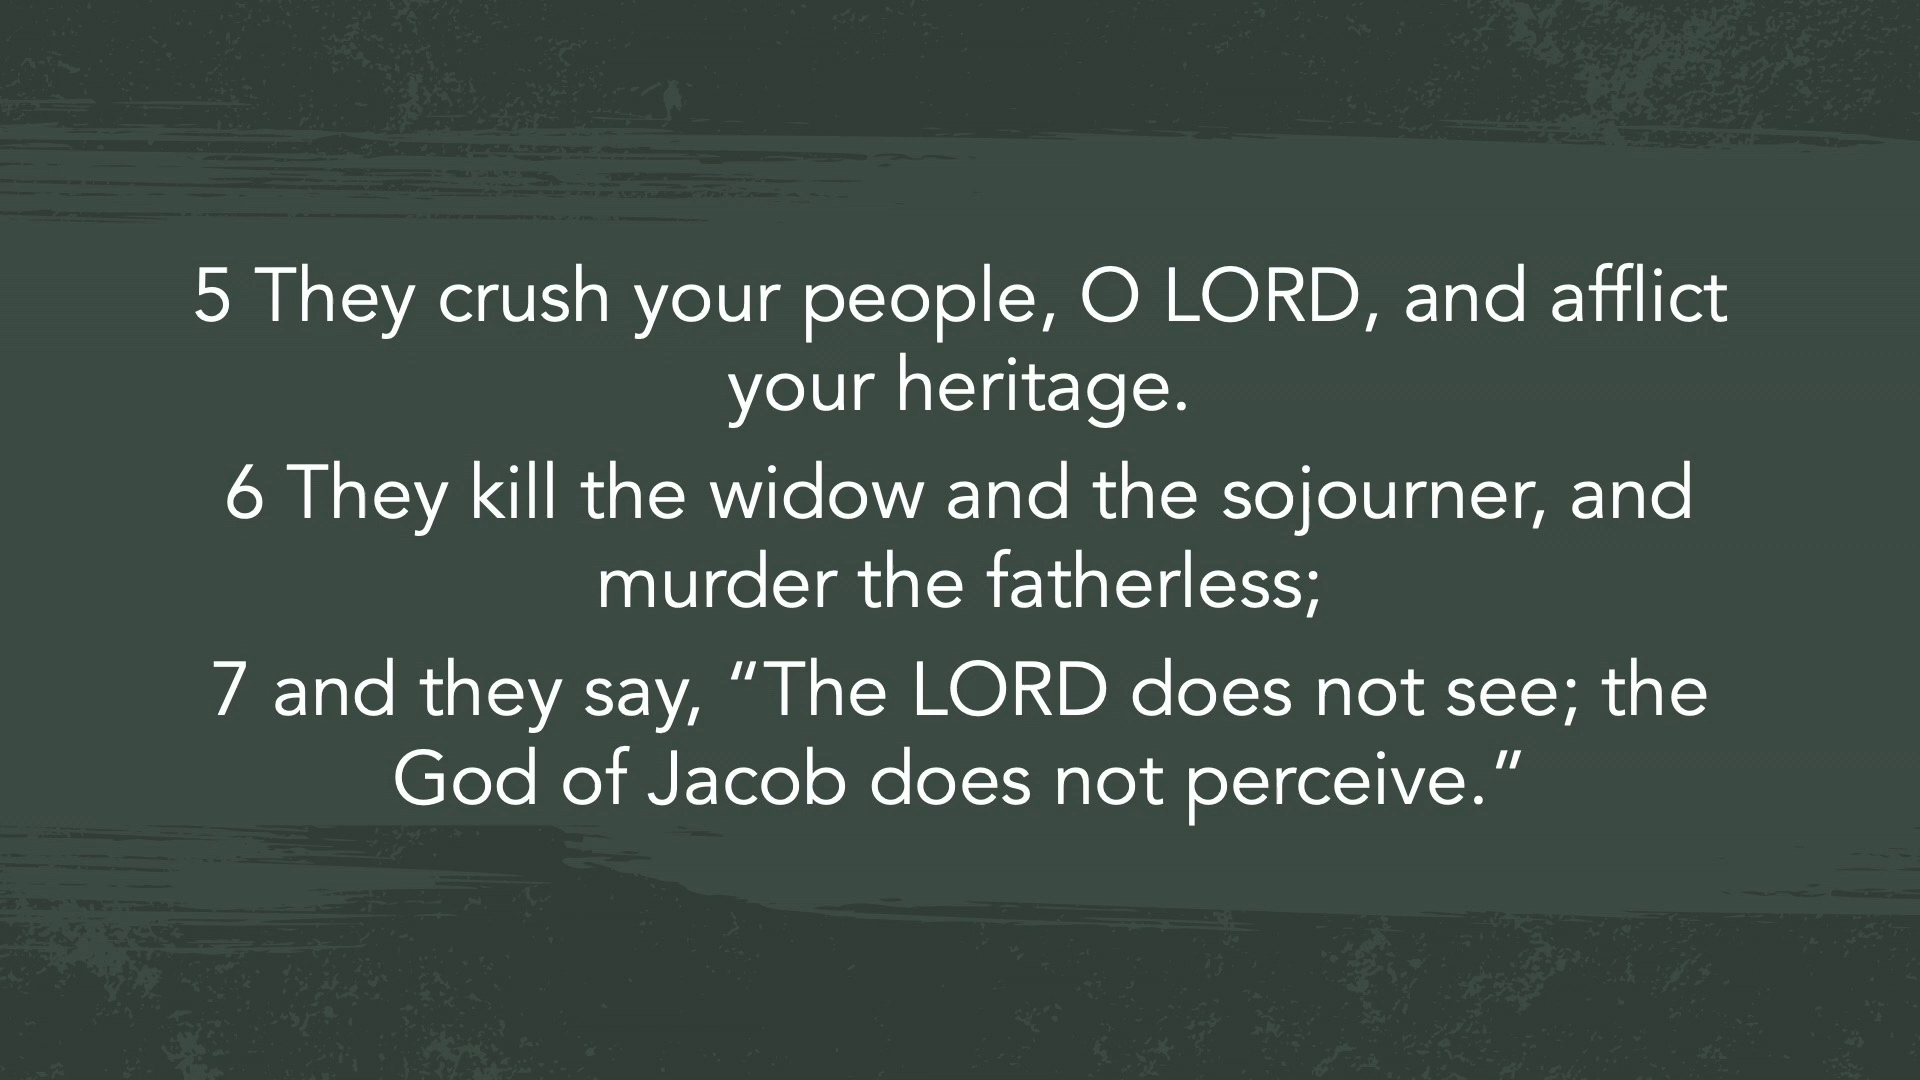 5 They crush your people, O LORD, and afflict
your heritage.
6 They kill the widow and the sojourner, and
murder the fatherless;
7 and they say, “The LORD does not see; the
God of Jacob does not perceive.”